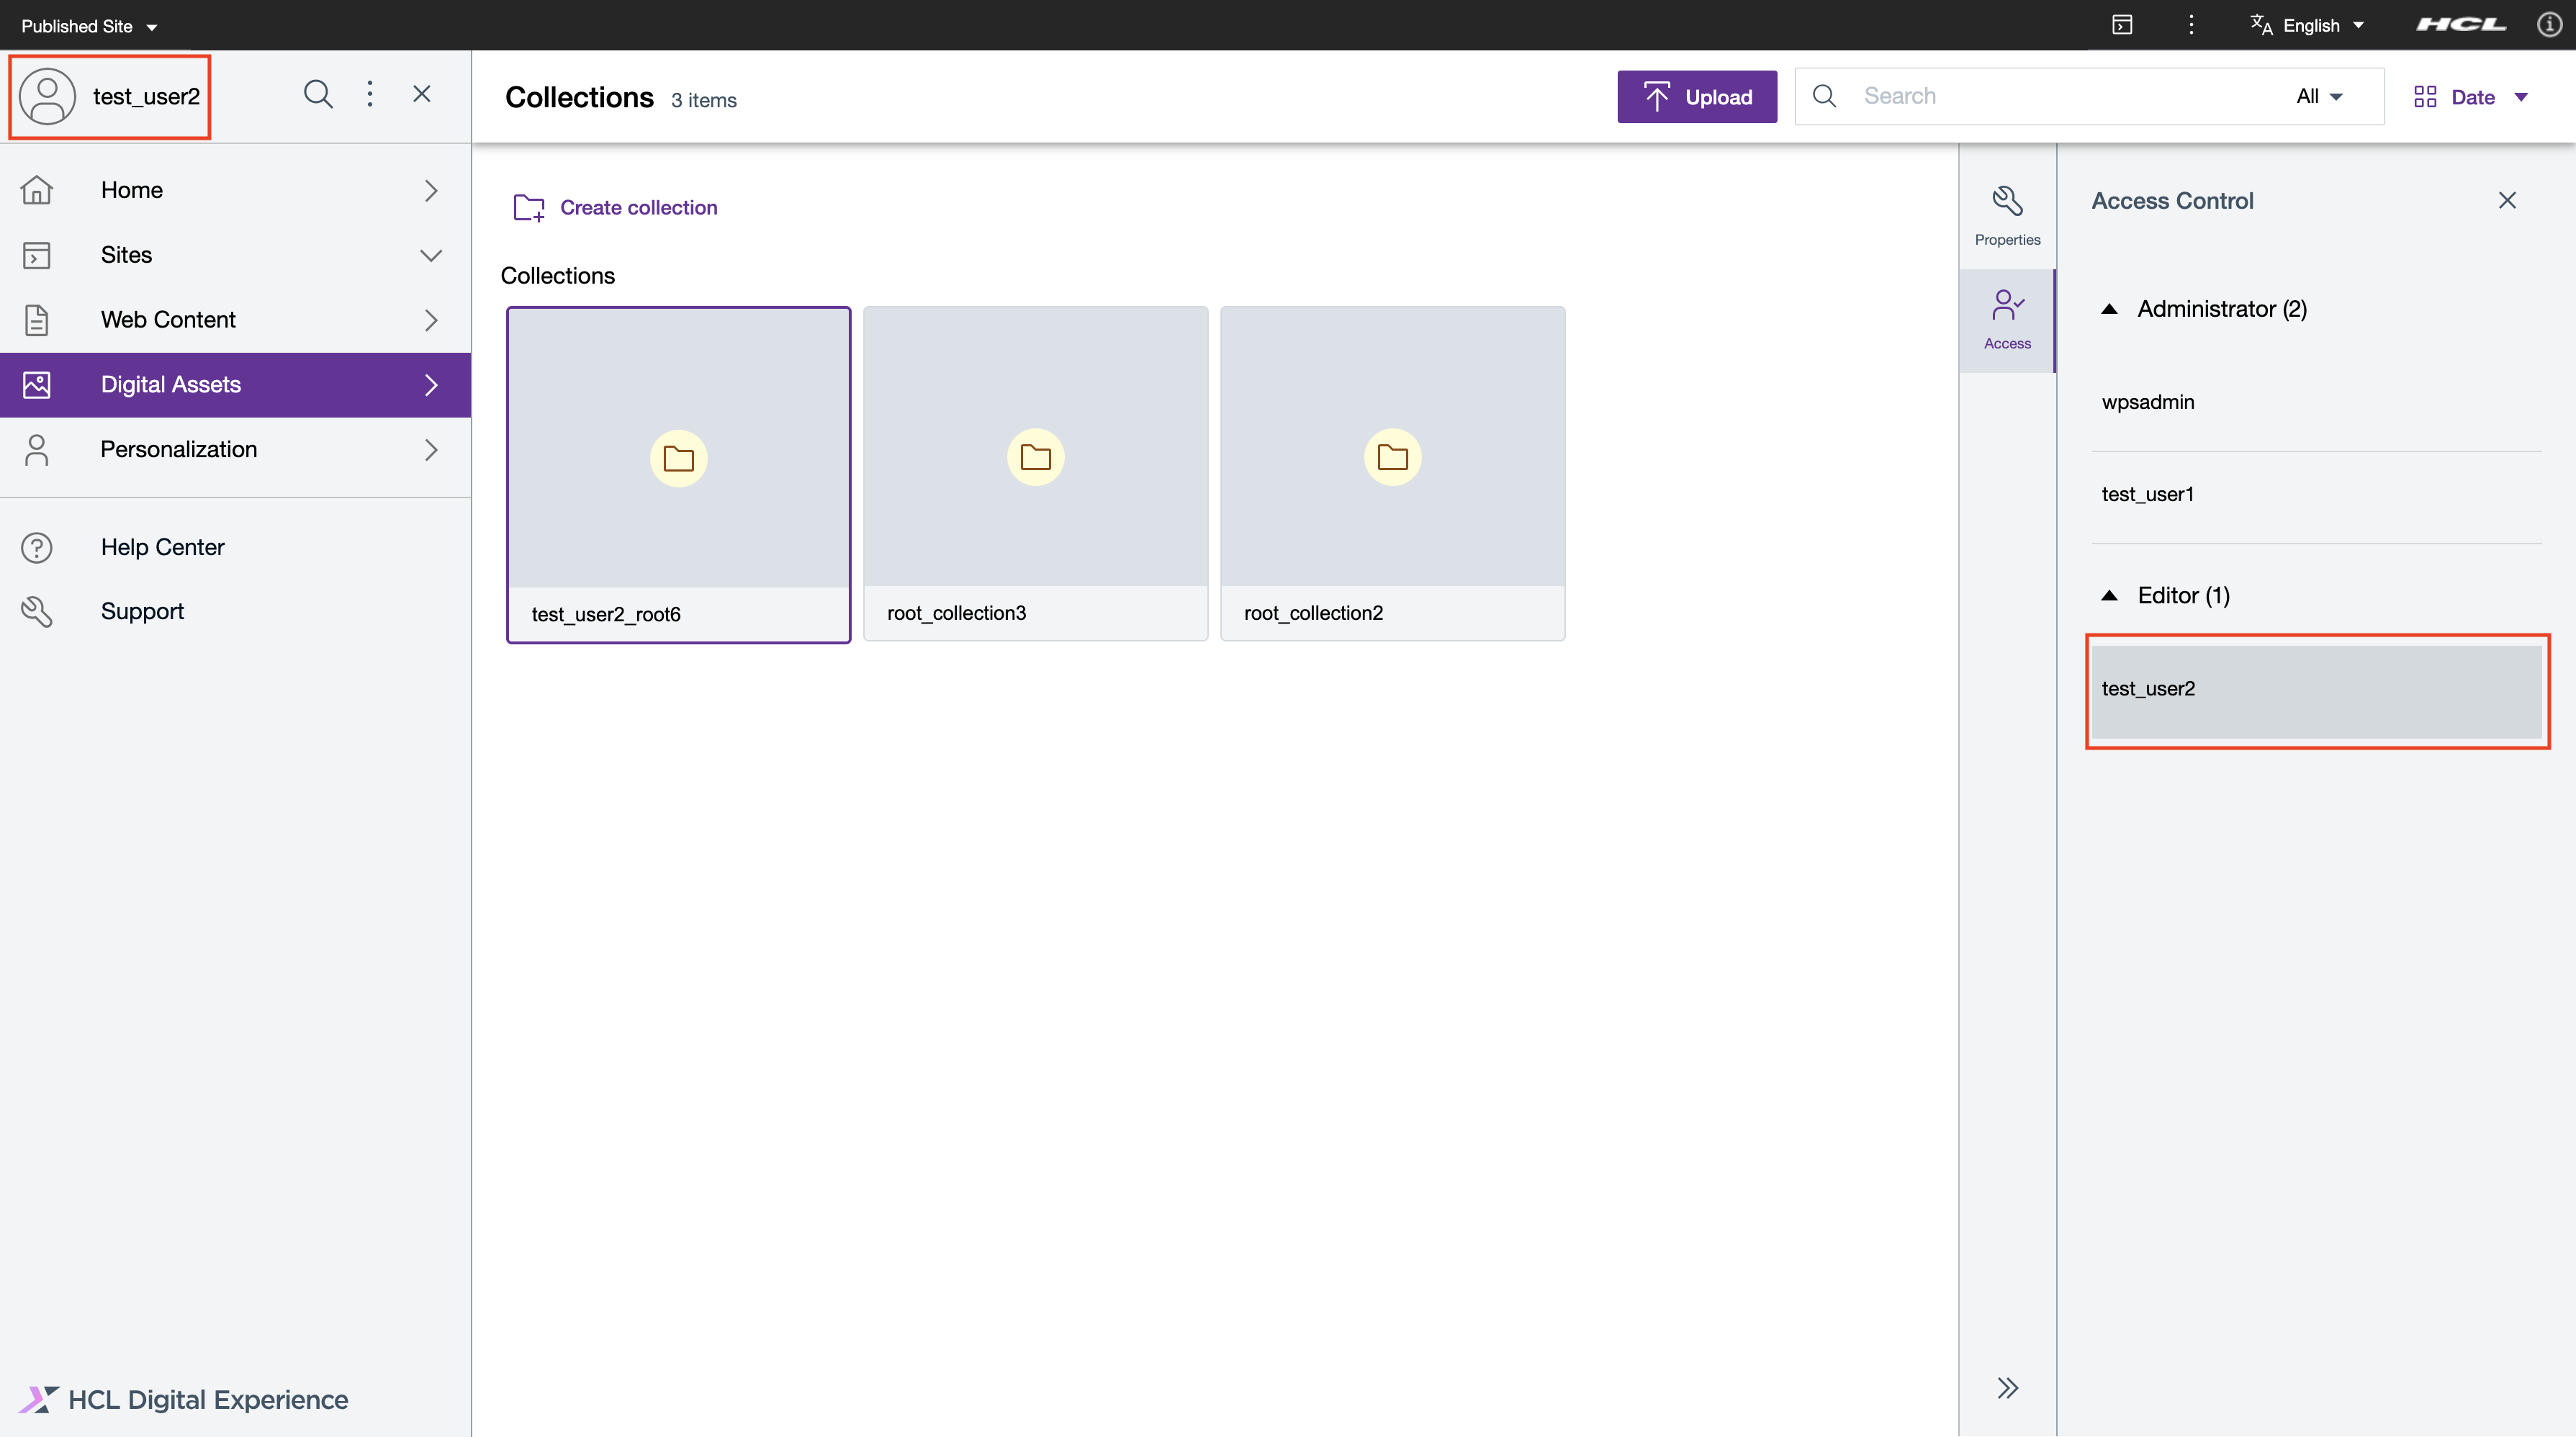 Published Site
English
HCL
test_user2
Home
Sites
Web Content
Digital Assets
Personalization
Help Center
Support
HCL Digital Experience
Collections 3 items
Upload
Search
All
Date
Create collection
Collections
test_user2_root6
root_collection3
root_collection2
Properties
Access
Access Control
Administrator (2)
wpsadmin
test_user1
Editor (1)
test_user2